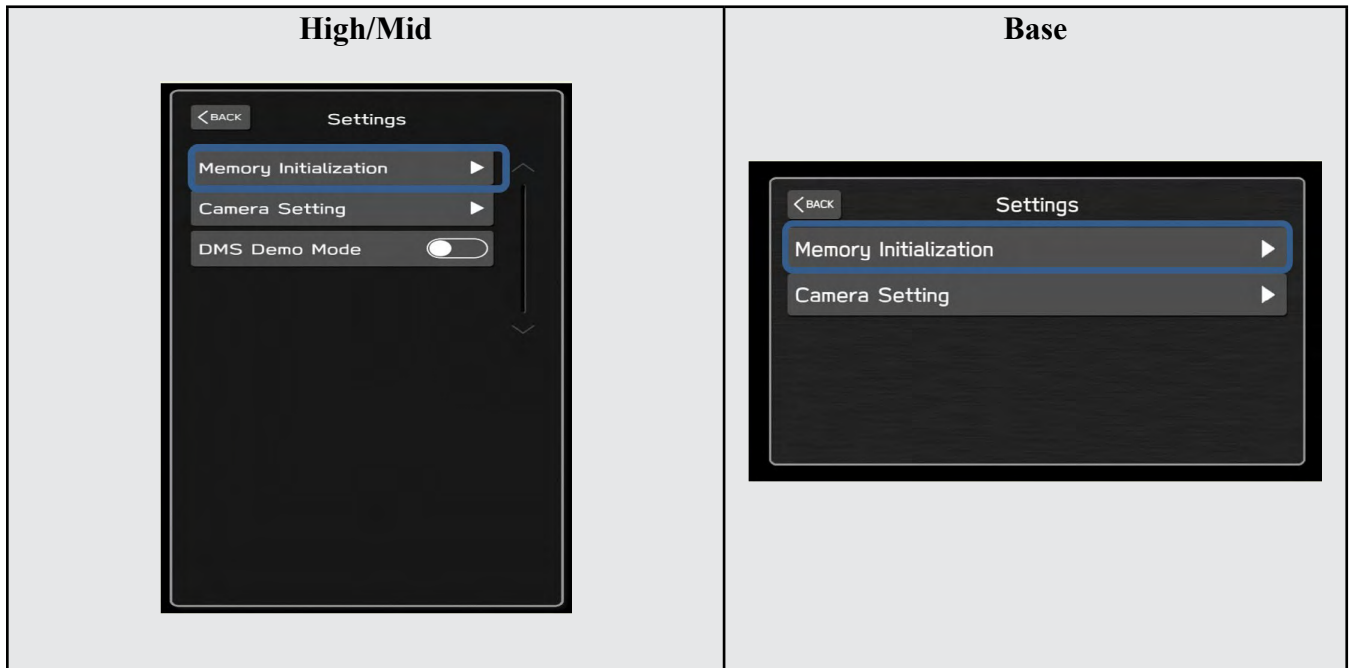 High/Mid
BACK
Settings
Memory Initialization
Camera Setting
DMS Demo Mode
Base
BACK
Settings
Memory Initialization
Camera Setting